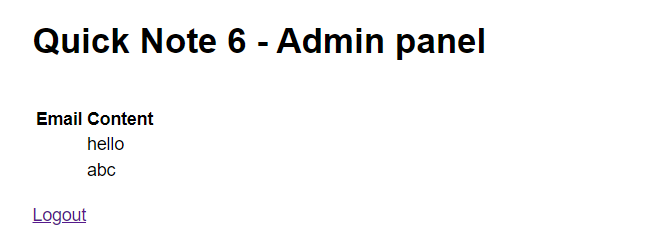 Quick Note 6 - Admin panel
Email Content
hello
abc
Logout